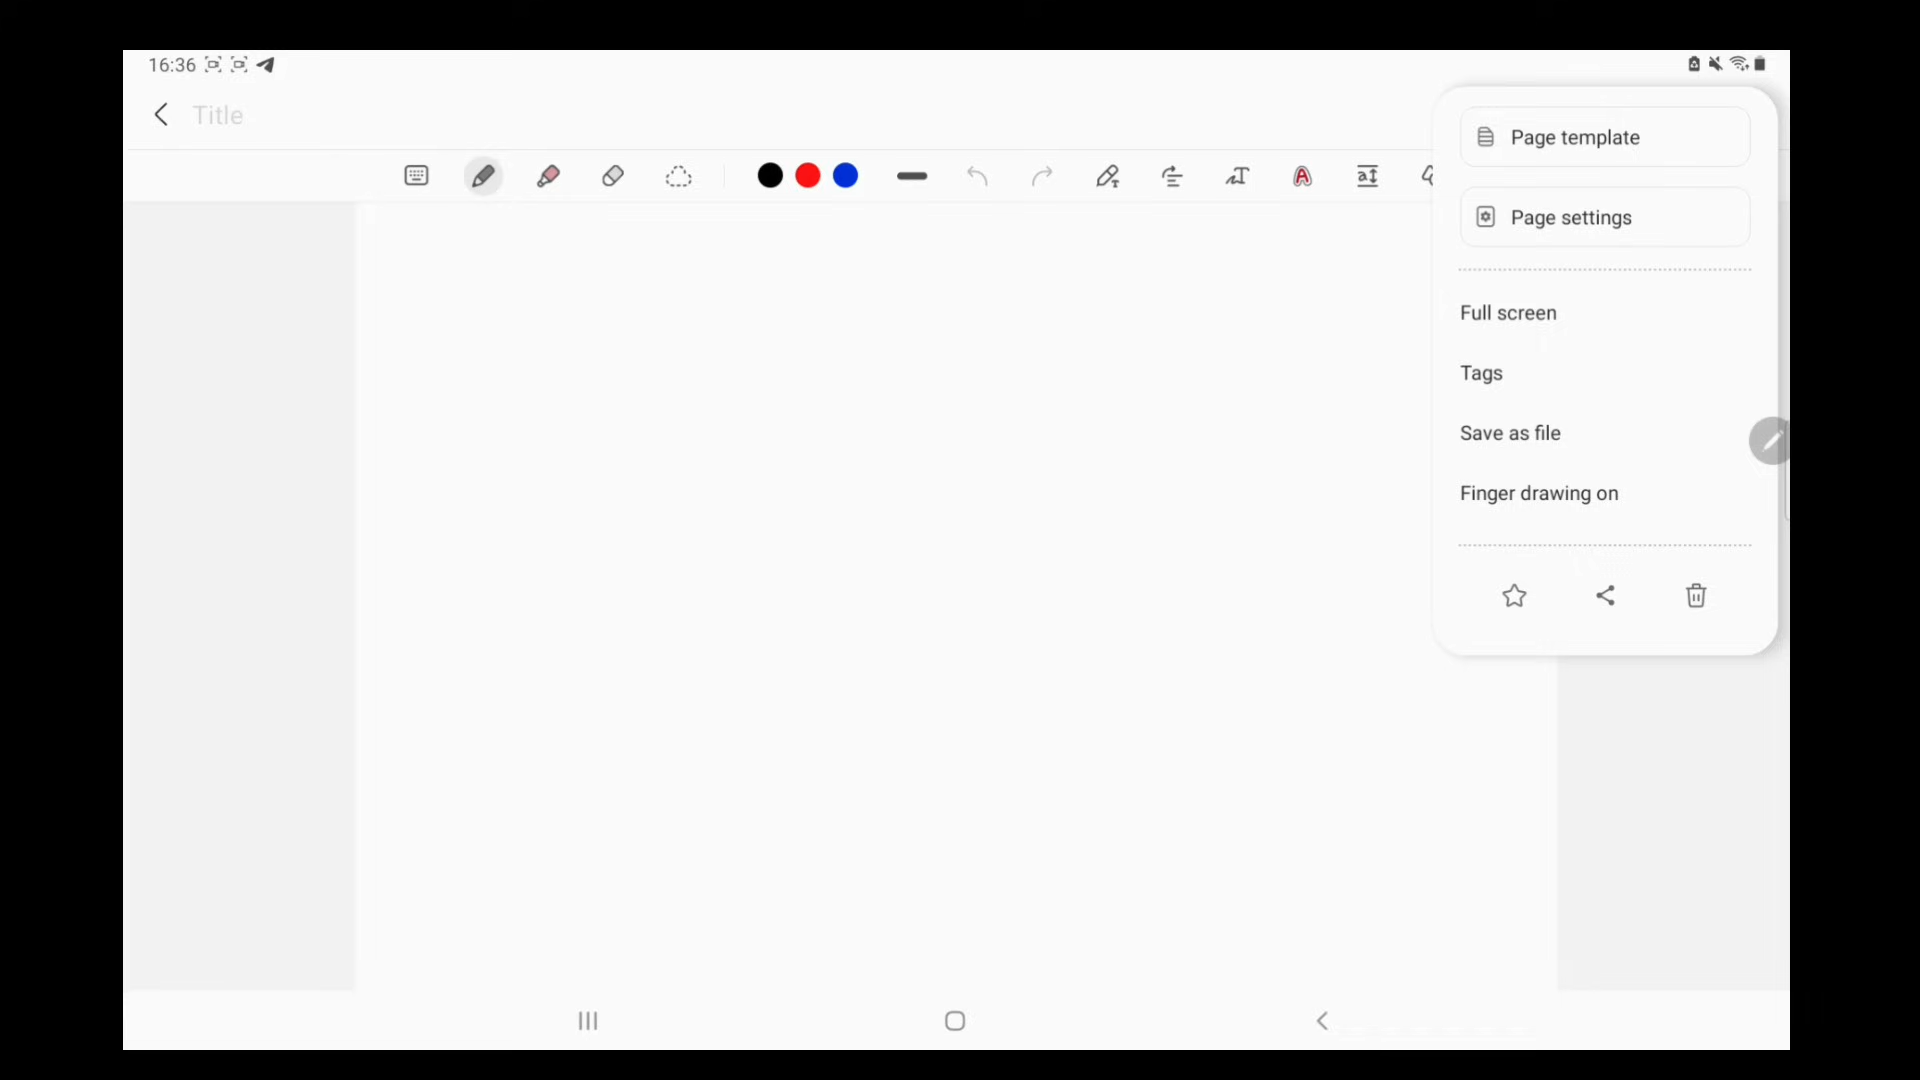 16:36
Title
Page template
Page settings
Full screen
Tags
Save as file
Finger drawing on